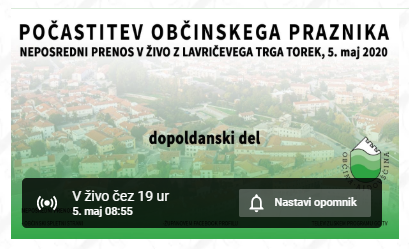 POČASTITEV OBČINSKEGA PRAZNIKA
NEPOSREDNI PRENOS V ŽIVO Z LAVRIČEVEGA TRGA TOREK, 5. maj 2020
dopoldanski del
V živo čez 19 ur
5. maj 08:55
Nastavi opomnik